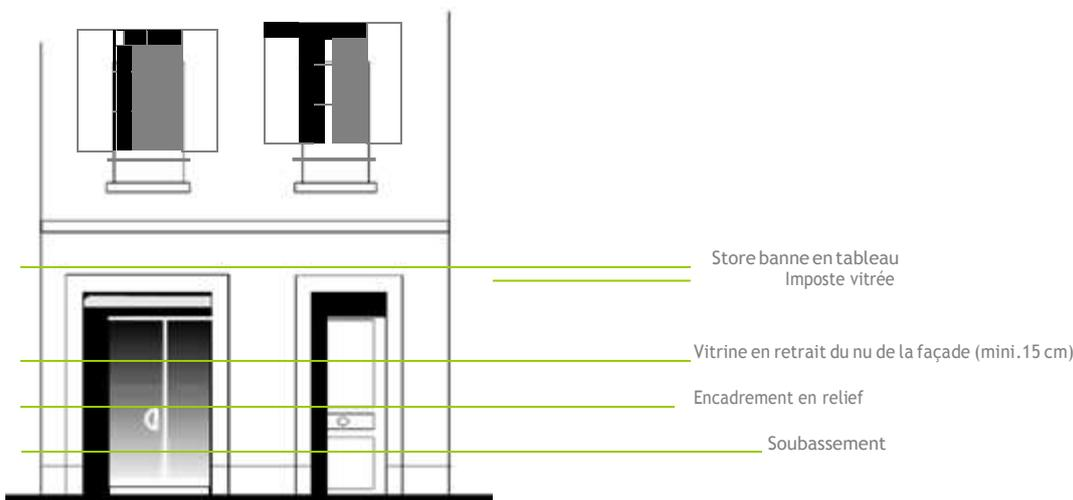 Store banne en tableau
Imposte vitrée
Vitrine en retrait du nu de la façade (mini.15 cm)
Encadrement en relief
Soubassement